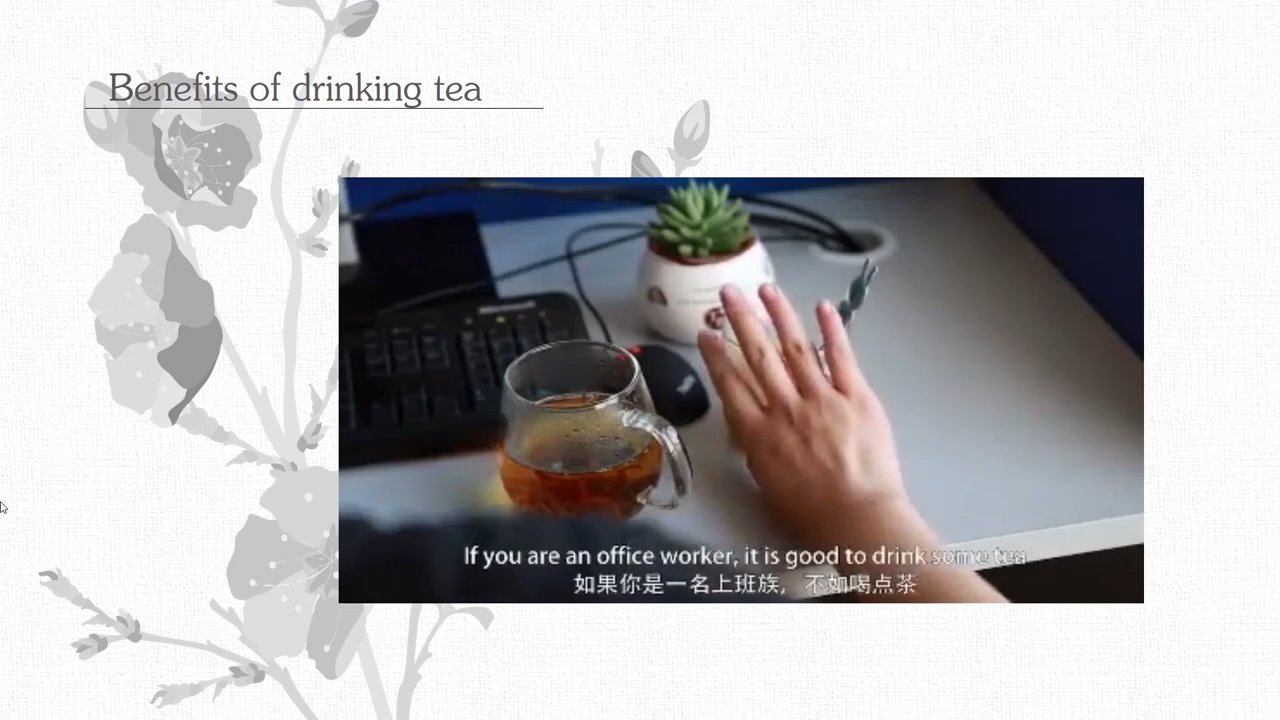 Benefits of drinking tea
If you are an office worker, it is good to drink some tea
如果你是一名上班族，不如喝点茶